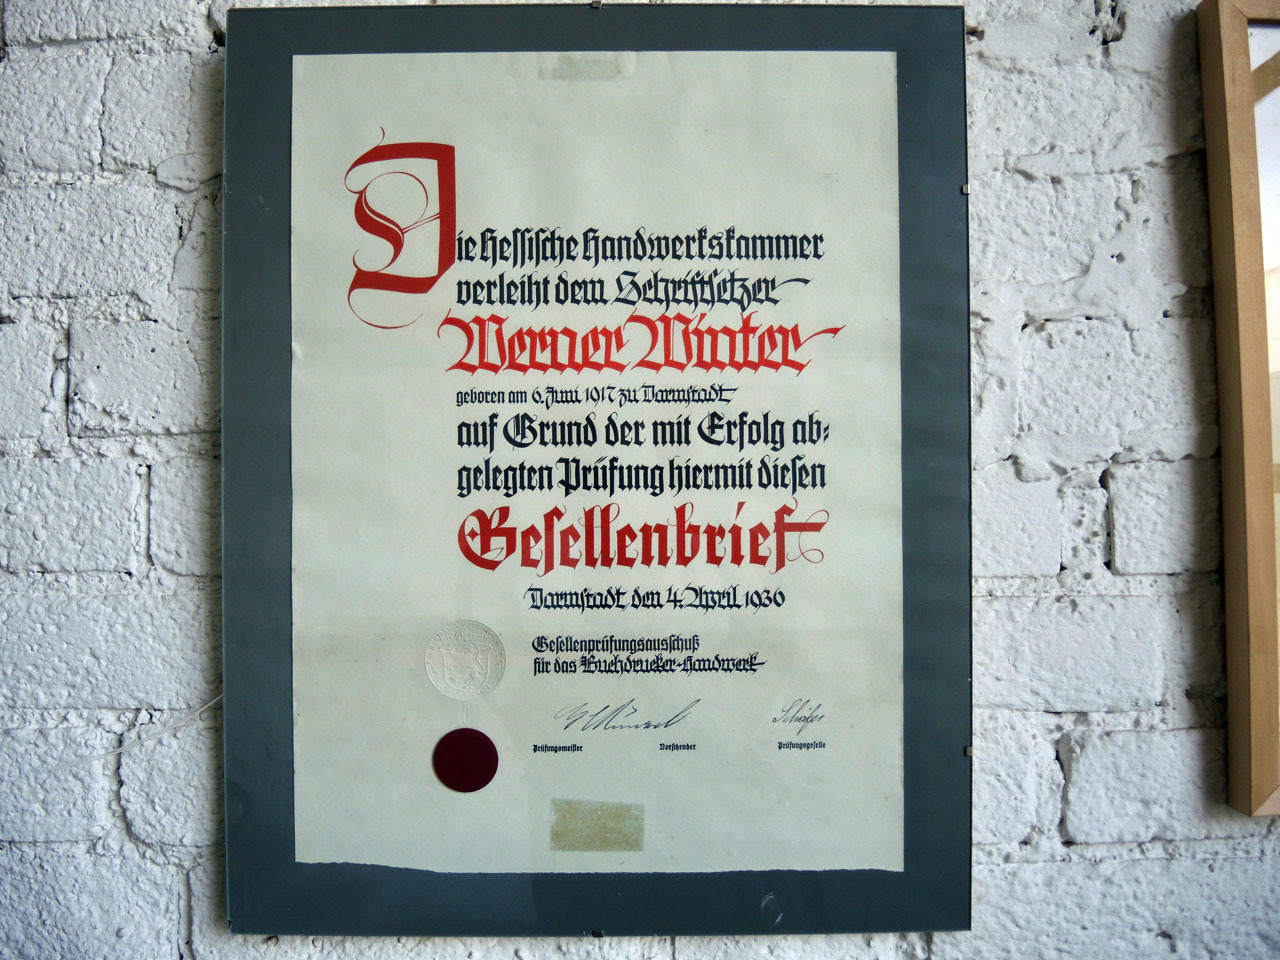 Die Hessische Handwerkskammer
verleiht dem Schriftsetzer
Werner Winter
geboren am 6. Juni 1917 zu Darmstadt
auf Grund der mit Erfolg ab-
gelegten Prüfung hiermit diesen
Gesellenbrief
Darmstadt, den 4. April 1936
Gesellenprüfungsausschuß
für das Buchdrucker-Handwerk
Schäfer
Prüfungsmeister Vorsitzender Prüfungsgeselle